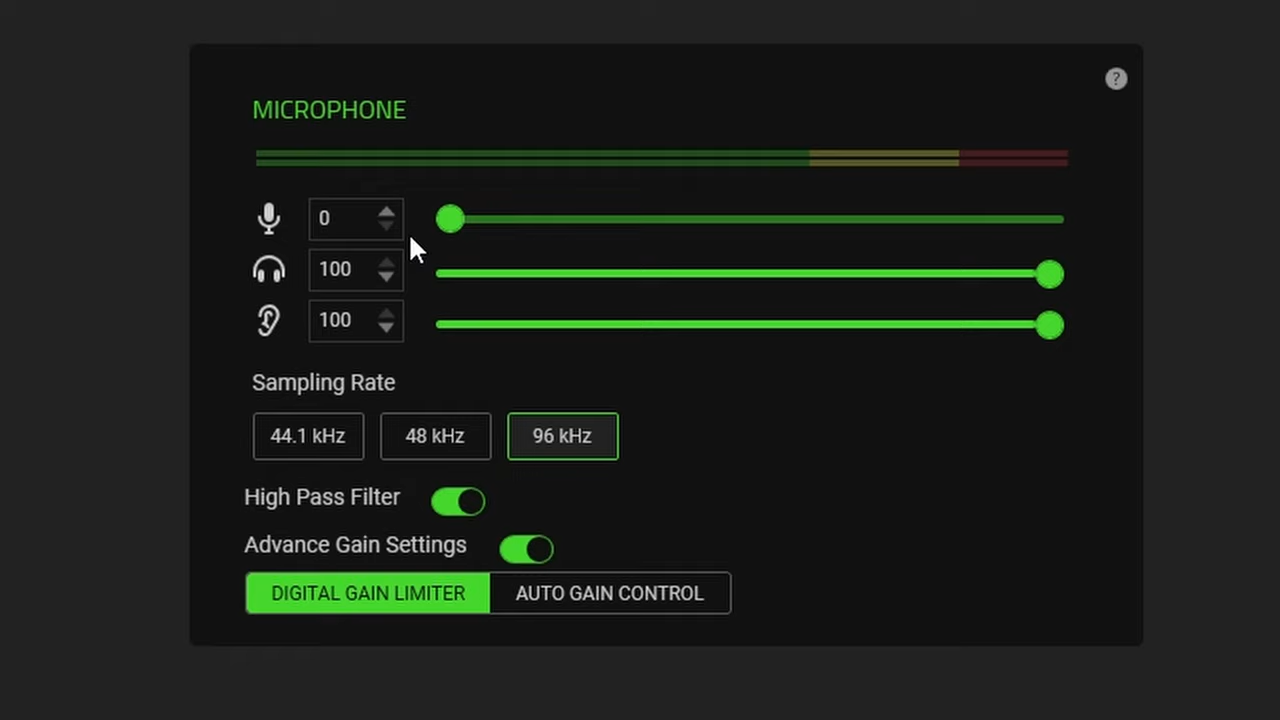 ?
MICROPHONE
0
100
100
Sampling Rate
44.1 kHz 48 kHz 96 kHz
High Pass Filter
Advance Gain Settings
DIGITAL GAIN LIMITER AUTO GAIN CONTROL